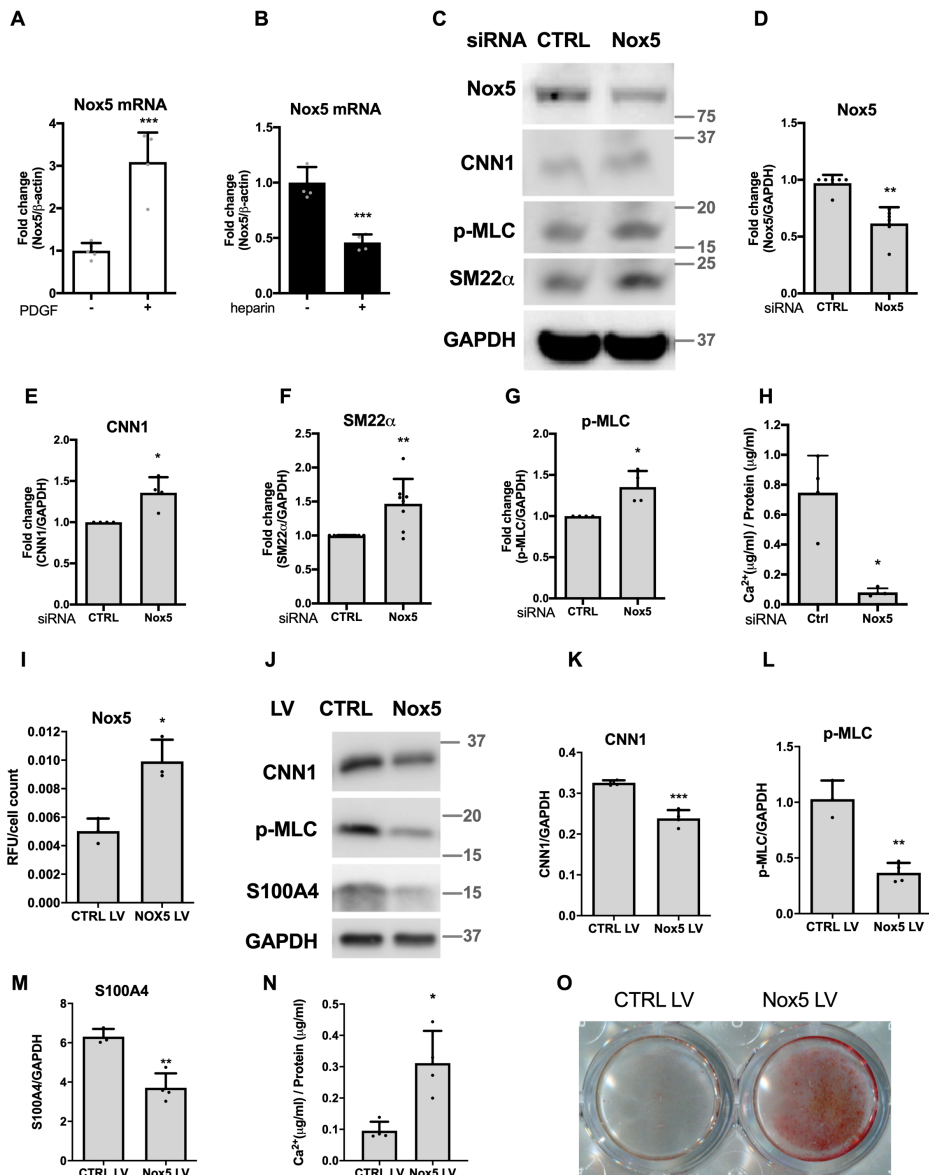 A
Nox5 mRNA
***
Fold change
(Nox5/β-actin)
4
3
2
1
0
PDGF - +
B
Nox5 mRNA
***
Fold change
(Nox5/β-actin)
1.5
1.0
0.5
0.0
heparin - +
C
siRNA CTRL Nox5
Nox5
75
37
CNN1
20
p-MLC
15
25
SM22α
GAPDH
37
D
Nox5
**
Fold change
(Nox5/GAPDH)
1.5
1.0
0.5
0.0
siRNA CTRL Nox5
E
CNN1
*
Fold change
(CNN1/GAPDH)
2.0
1.5
1.0
0.5
0.0
siRNA CTRL Nox5
F
SM22α
**
Fold change
(SM22α/GAPDH)
2.5
2.0
1.5
1.0
0.5
0.0
siRNA CTRL Nox5
G
p-MLC
*
Fold change
(p-MLC/GAPDH)
2.0
1.5
1.0
0.5
0.0
siRNA CTRL Nox5
H
*
Ca²⁺(μg/ml) / Protein (μg/ml)
1.2
1.0
0.8
0.6
0.4
0.2
0.0
siRNA Ctrl Nox5
I
Nox5
*
RFU/cell count
0.012
0.010
0.008
0.006
0.004
0.002
0.000
CTRL LV NOX5 LV
J
LV CTRL Nox5
37
CNN1
20
p-MLC
15
S100A4
15
GAPDH
37
K
CNN1
***
CNN1/GAPDH
0.4
0.3
0.2
0.1
0.0
CTRL LV Nox5 LV
L
p-MLC
**
p-MLC/GAPDH
1.5
1.0
0.5
0.0
CTRL LV Nox5 LV
M
S100A4
**
S100A4/GAPDH
8
6
4
2
0
CTRL LV Nox5 LV
N
*
Ca²⁺(μg/ml) / Protein (μg/ml)
0.5
0.4
0.3
0.2
0.1
0.0
CTRL LV Nox5 LV
O
CTRL LV Nox5 LV